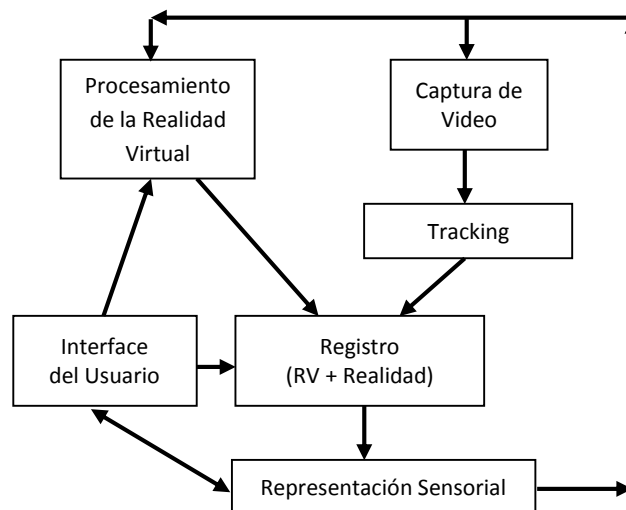 Procesamiento
de la Realidad
Virtual
Captura de
Video
Tracking
Interface
del Usuario
Registro
(RV + Realidad)
Representación Sensorial